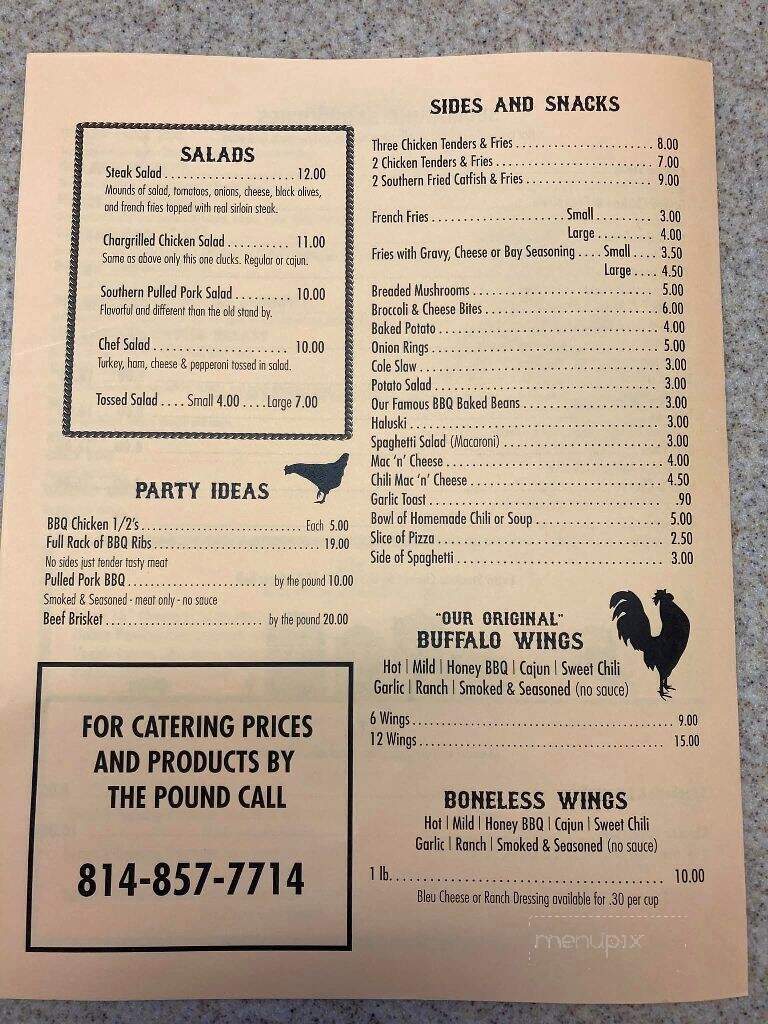 SALADS
Steak Salad ..................... 12.00
Mounds of salad, tomatoes, onions, cheese, black olives,
and french fries topped with real sirloin steak.
Chargrilled Chicken Salad .......... 11.00
Same as above only this one clucks. Regular or cajun.
Southern Pulled Pork Salad ......... 10.00
Flavorful and different than the old stand by.
Chef Salad ...................... 10.00
Turkey, ham, cheese & pepperoni tossed in salad.
Tossed Salad .... Small 4.00 ....Large 7.00
PARTY IDEAS
BBQ Chicken 1/2's........................... Each 5.00
Full Rack of BBQ Ribs............................. 19.00
No sides just tender tasty meat
Pulled Pork BBQ...................... by the pound 10.00
Smoked & Seasoned - meat only - no sauce
Beef Brisket......................... by the pound 20.00
FOR CATERING PRICES
AND PRODUCTS BY
THE POUND CALL
814-857-7714
SIDES AND SNACKS
Three Chicken Tenders & Fries ....................... 8.00
2 Chicken Tenders & Fries .......................... 7.00
2 Southern Fried Catfish & Fries ..................... 9.00
French Fries ...................... Small ......... 3.00
Large ......... 4.00
Fries with Gravy, Cheese or Bay Seasoning .... Small .... 3.50
Large .... 4.50
Breaded Mushrooms .............................. 5.00
Broccoli & Cheese Bites ............................ 6.00
Baked Potato .................................... 4.00
Onion Rings ..................................... 5.00
Cole Slaw ....................................... 3.00
Potato Salad ..................................... 3.00
Our Famous BBQ Baked Beans ....................... 3.00
Haluski ......................................... 3.00
Spaghetti Salad (Macaroni) .......................... 3.00
Mac 'n' Cheese ................................... 4.00
Chili Mac 'n' Cheese ............................... 4.50
Garlic Toast ...................................... .90
Bowl of Homemade Chili or Soup ..................... 5.00
Slice of Pizza ..................................... 2.50
Side of Spaghetti .................................. 3.00
"OUR ORIGINAL"
BUFFALO WINGS
Hot | Mild | Honey BBQ | Cajun | Sweet Chili
Garlic | Ranch | Smoked & Seasoned (no sauce)
6 Wings ............................................ 9.00
12 Wings .......................................... 15.00
BONELESS WINGS
Hot | Mild | Honey BBQ | Cajun | Sweet Chili
Garlic | Ranch | Smoked & Seasoned (no sauce)
1 lb. .............................................. 10.00
Bleu Cheese or Ranch Dressing available for .30 per cup
menupix